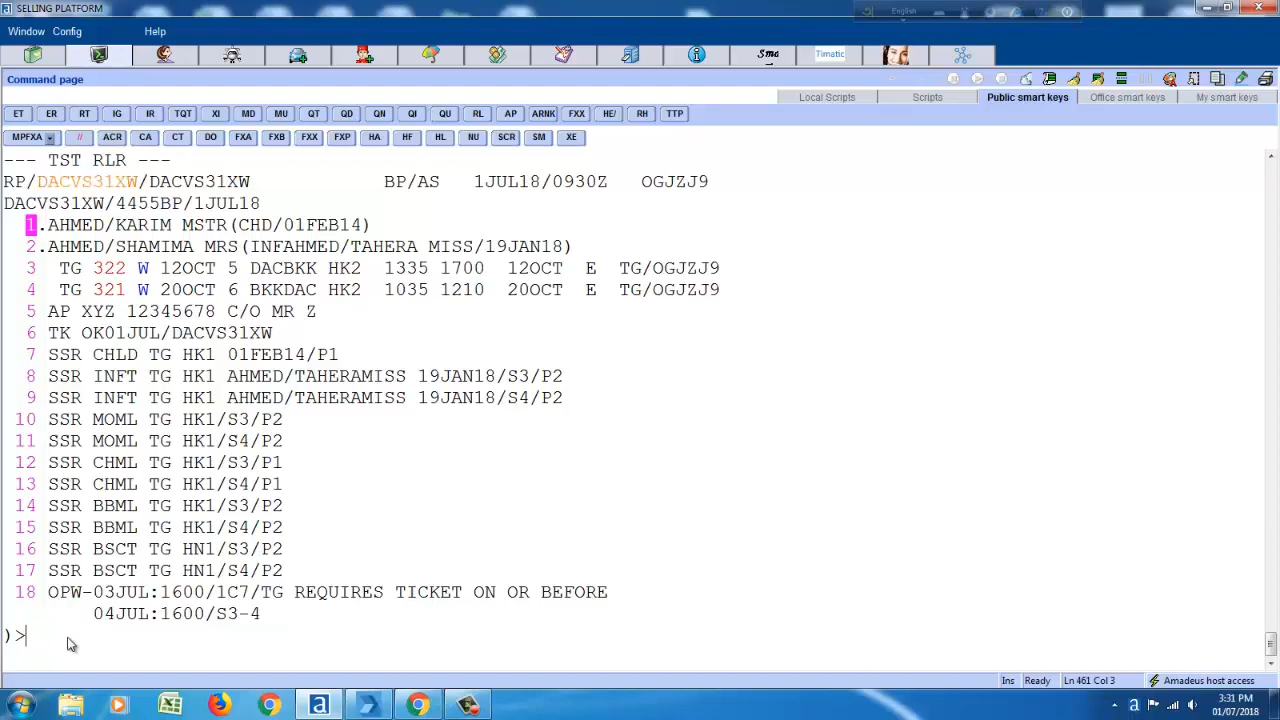 SELLING PLATFORM
English
Window Config Help
Sma Timatic
Command page
Local Scripts Scripts Public smart keys Office smart keys My smart keys
ET ER RT IG IR TQT XI MD MU QT QD QN QI QU RL AP ARNK FXX HE/ RH TTP
MPFXA // ACR CA CT DO FXA FXB FXX FXP HA HF HL NU SCR SM XE
--- TST RLR ---
RP/DACVS31XW/DACVS31XW BP/AS 1JUL18/0930Z OGJZJ9
DACVS31XW/4455BP/1JUL18
1.AHMED/KARIM MSTR(CHD/01FEB14)
2.AHMED/SHAMIMA MRS(INFAHMED/TAHERA MISS/19JAN18)
3 TG 322 W 12OCT 5 DACBKK HK2 1335 1700 12OCT E TG/OGJZJ9
4 TG 321 W 20OCT 6 BKKDAC HK2 1035 1210 20OCT E TG/OGJZJ9
5 AP XYZ 12345678 C/O MR Z
6 TK OK01JUL/DACVS31XW
7 SSR CHLD TG HK1 01FEB14/P1
8 SSR INFT TG HK1 AHMED/TAHERAMISS 19JAN18/S3/P2
9 SSR INFT TG HK1 AHMED/TAHERAMISS 19JAN18/S4/P2
10 SSR MOML TG HK1/S3/P2
11 SSR MOML TG HK1/S4/P2
12 SSR CHML TG HK1/S3/P1
13 SSR CHML TG HK1/S4/P1
14 SSR BBML TG HK1/S3/P2
15 SSR BBML TG HK1/S4/P2
16 SSR BSCT TG HN1/S3/P2
17 SSR BSCT TG HN1/S4/P2
18 OPW-03JUL:1600/1C7/TG REQUIRES TICKET ON OR BEFORE
04JUL:1600/S3-4
)>
Ins Ready Ln 461 Col 3 Amadeus host access
3:31 PM
01/07/2018